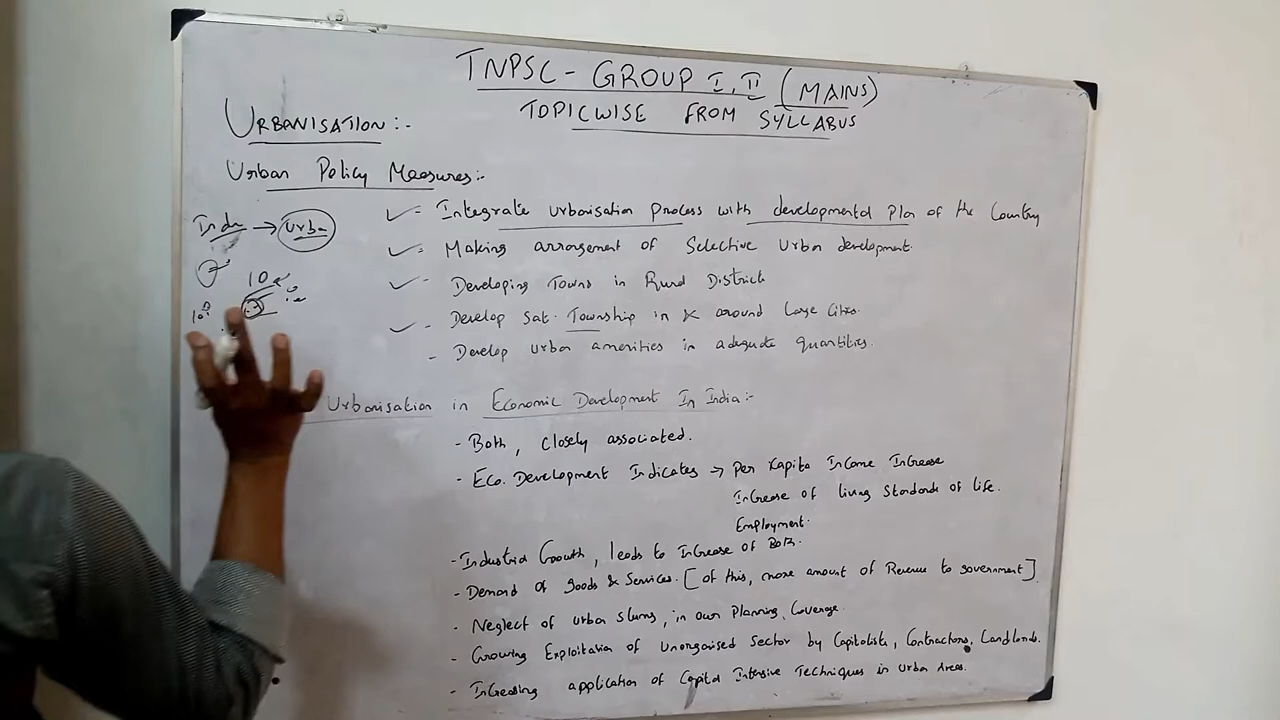 TNPSC - GROUP I, II (MAINS)
TOPICWISE FROM SYLLABUS
URBANISATION:-
Urban Policy Measures:-
- Integrate urbanisation Process with developmental Plan of the Country
- Making arrangement of Selective Urban development.
- Developing Towns in Rural Districts
- Develop Sat. Township in & around Large Cities.
- Develop urban amenities in adequate quantities.
Indu → Urba
10
Urbanisation in Economic Development In India:-
- Both, closely associated.
- Eco. Development Indicates → Per Kapita Income Increase
Increase of living Standards of Life.
Employment.
- Industrial Growth, leads to Increase of Both.
- Demand of Goods & Services. [of this, more amount of Revenue to government]
- Neglect of urban slums, in our Planning Coverage.
- Growing Exploitation of Unorganised Sector by Capitalists, Contractors, Landlords.
- Increasing application of Capital Intensive Techniques in Urban Areas.